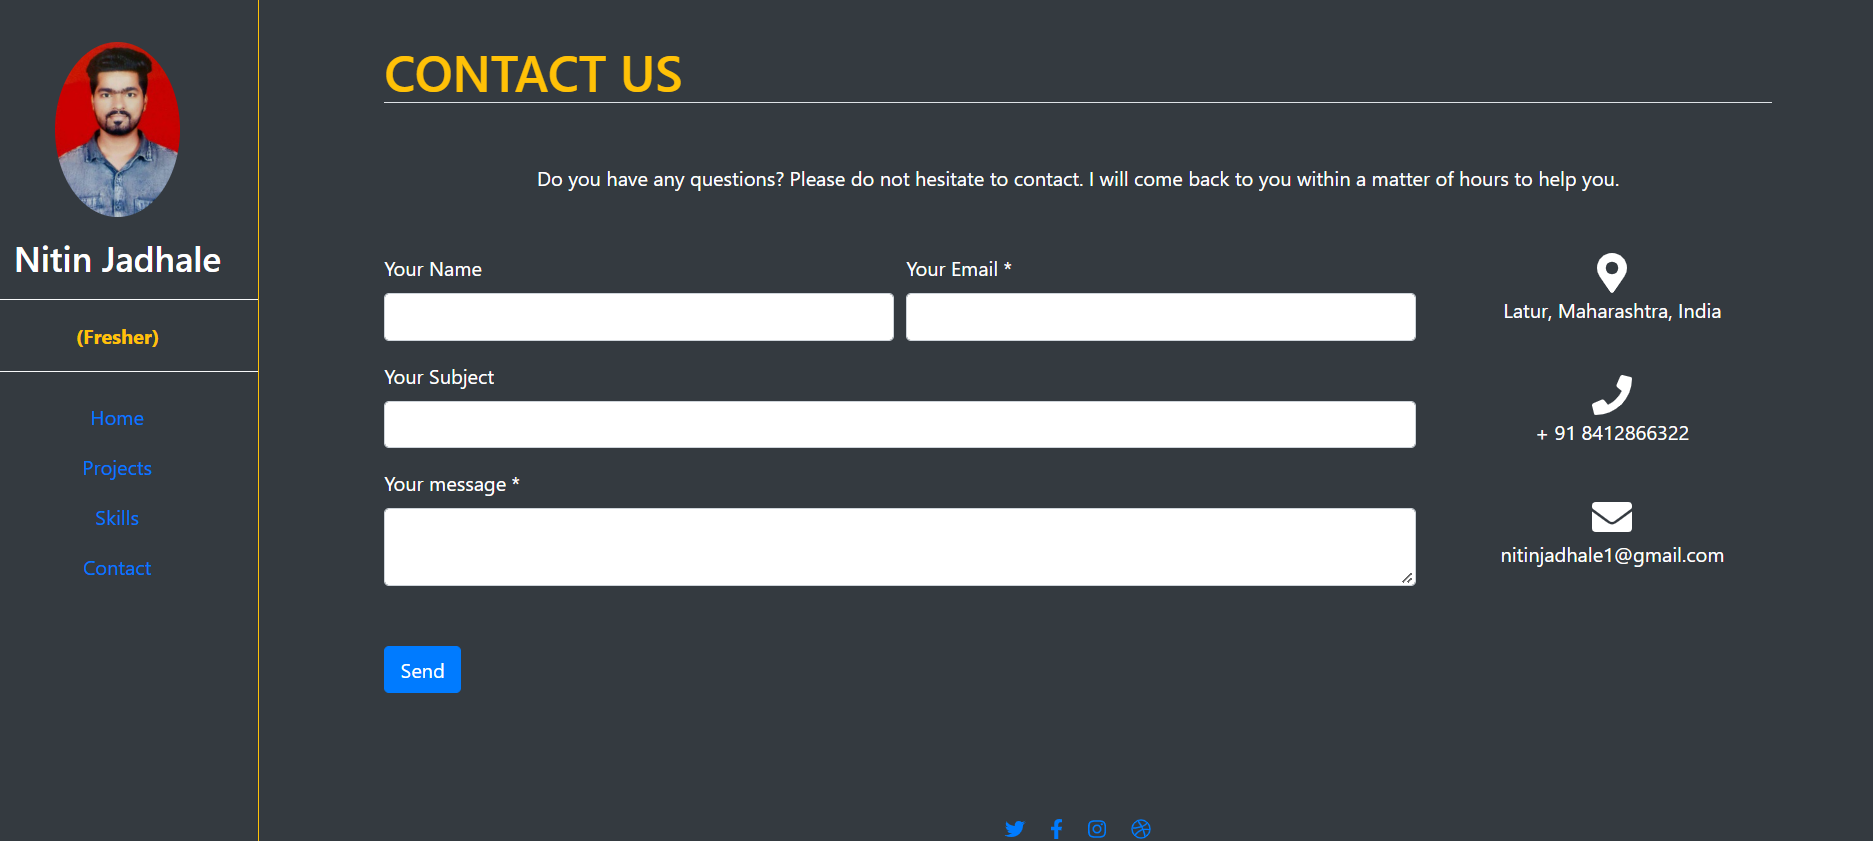 Nitin Jadhale
(Fresher)
Home
Projects
Skills
Contact
CONTACT US
Do you have any questions? Please do not hesitate to contact. I will come back to you within a matter of hours to help you.
Your Name
Your Email *
Your Subject
Your message *
Send
Latur, Maharashtra, India
+ 91 8412866322
nitinjadhale1@gmail.com